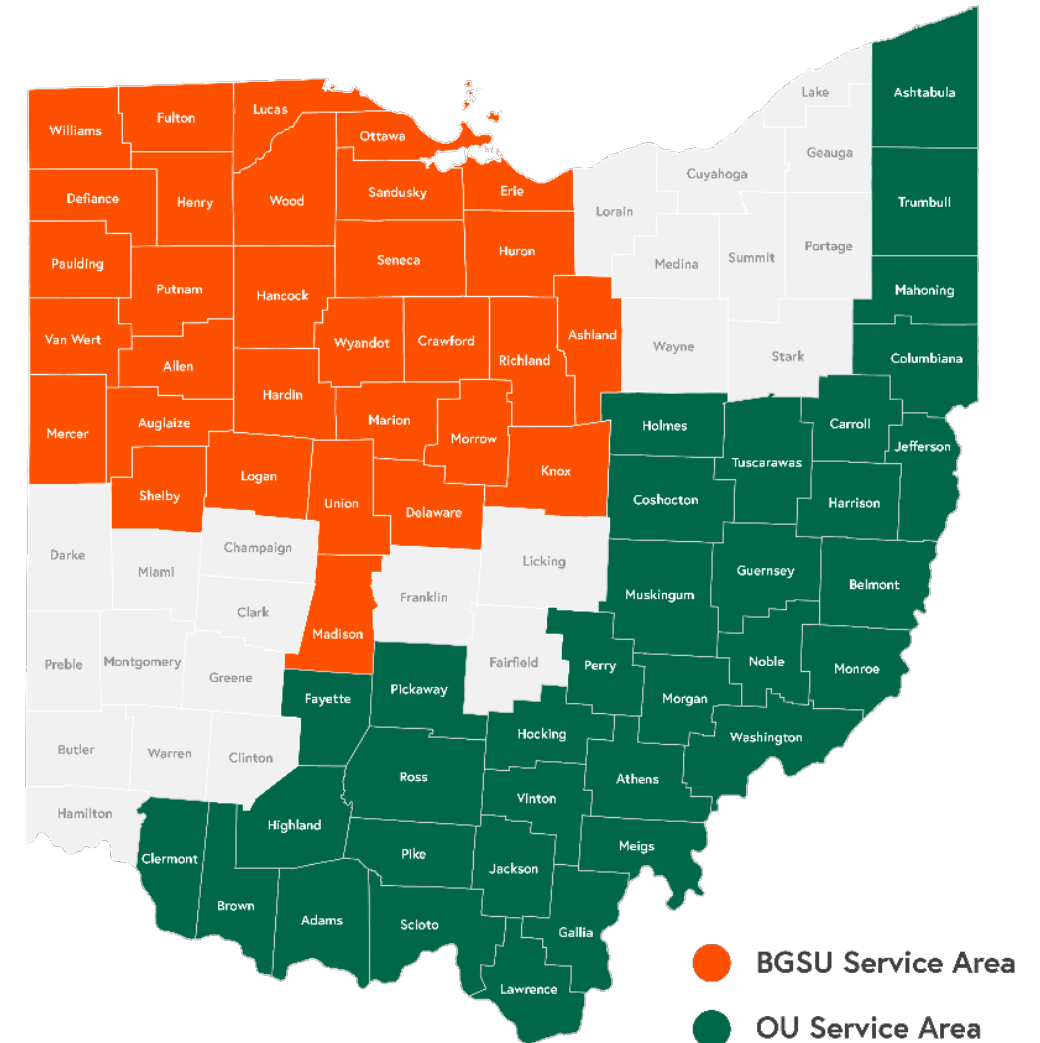 Lake
Ashtabula
Lucas
Fulton
Williams
Ottawa
Geauga
Cuyahoga
Erie
Sandusky
Defiance
Henry
Wood
Trumbull
Lorain
Portage
Huron
Summit
Seneca
Paulding
Medina
Putnam
Mahoning
Hancock
Ashland
Van Wert
Crawford
Wyandot
Wayne
Stark
Columbiana
Richland
Allen
Hardin
Marion
Auglaize
Carroll
Holmes
Mercer
Morrow
Jefferson
Tuscarawas
Knox
Logan
Shelby
Coshocton
Union
Harrison
Delaware
Champaign
Darke
Licking
Miami
Guernsey
Belmont
Muskingum
Franklin
Clark
Madison
Montgomery
Noble
Fairfield
Preble
Perry
Monroe
Greene
Pickaway
Fayette
Morgan
Hocking
Washington
Butler
Warren
Clinton
Ross
Athens
Vinton
Hamilton
Highland
Meigs
Pike
Clermont
Jackson
Brown
Adams
Scioto
Gallia
BGSU Service Area
Lawrence
OU Service Area